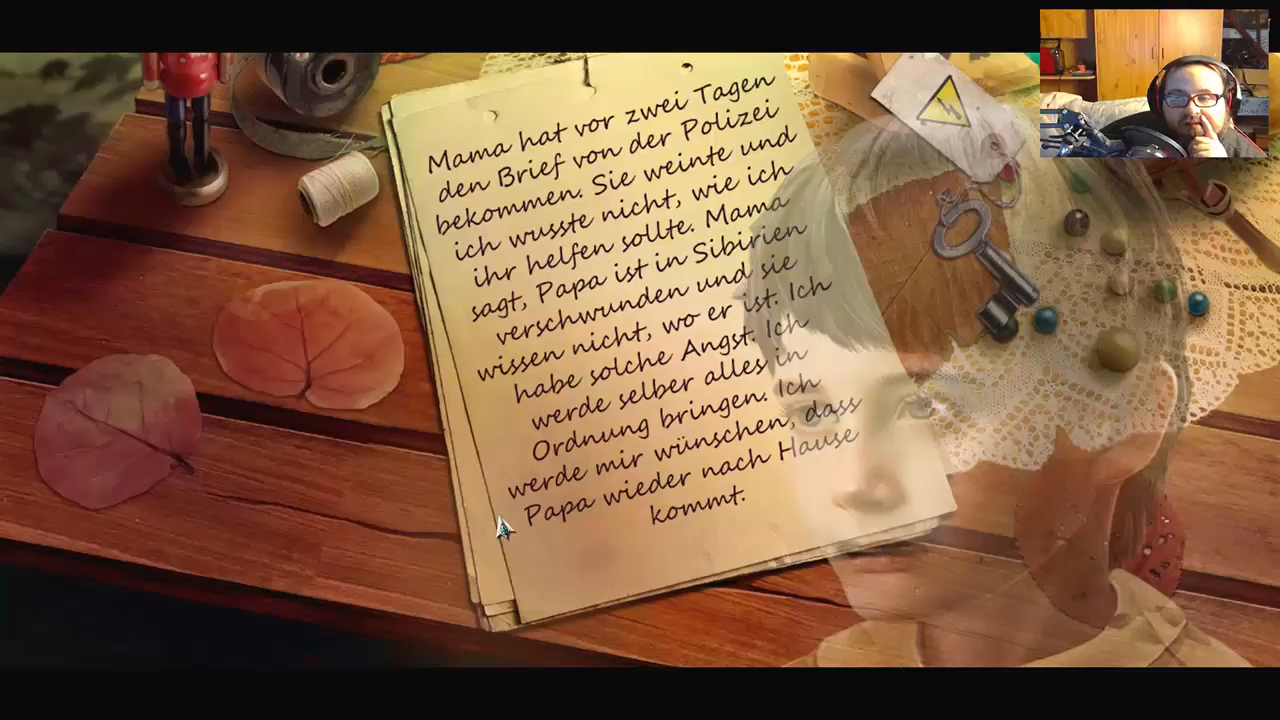 Mama hat vor zwei Tagen
den Brief von der Polizei
bekommen. Sie weinte und
ich wusste nicht, wie ich
ihr helfen sollte. Mama
sagt, Papa ist in Sibirien
verschwunden und sie
wissen nicht, wo er ist. Ich
habe solche Angst. Ich
werde selber alles in
Ordnung bringen. Ich
werde mir wünschen, dass
Papa wieder nach Hause
kommt.